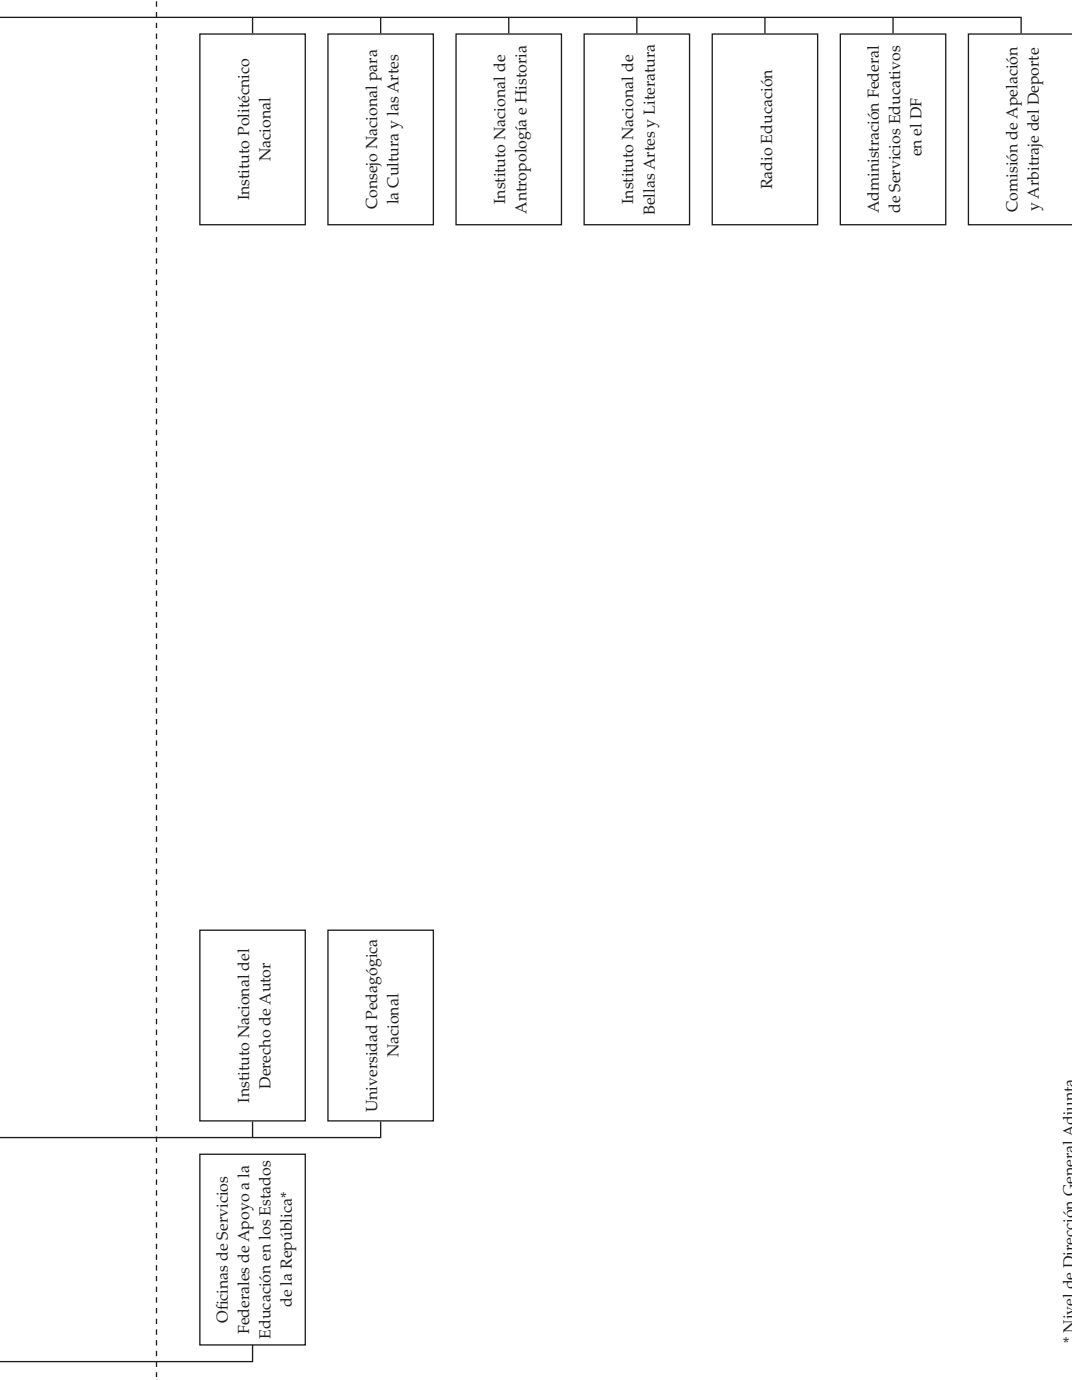 Oficinas de Servicios
Federales de Apoyo a la
Educación en los Estados
de la República*
Instituto Nacional del
Derecho de Autor
Universidad Pedagógica
Nacional
Instituto Politécnico
Nacional
Consejo Nacional para
la Cultura y las Artes
Instituto Nacional de
Antropología e Historia
Instituto Nacional de
Bellas Artes y Literatura
Radio Educación
Administración Federal
de Servicios Educativos
en el DF
Comisión de Apelación
y Arbitraje del Deporte
* Nivel de Dirección General Adjunta